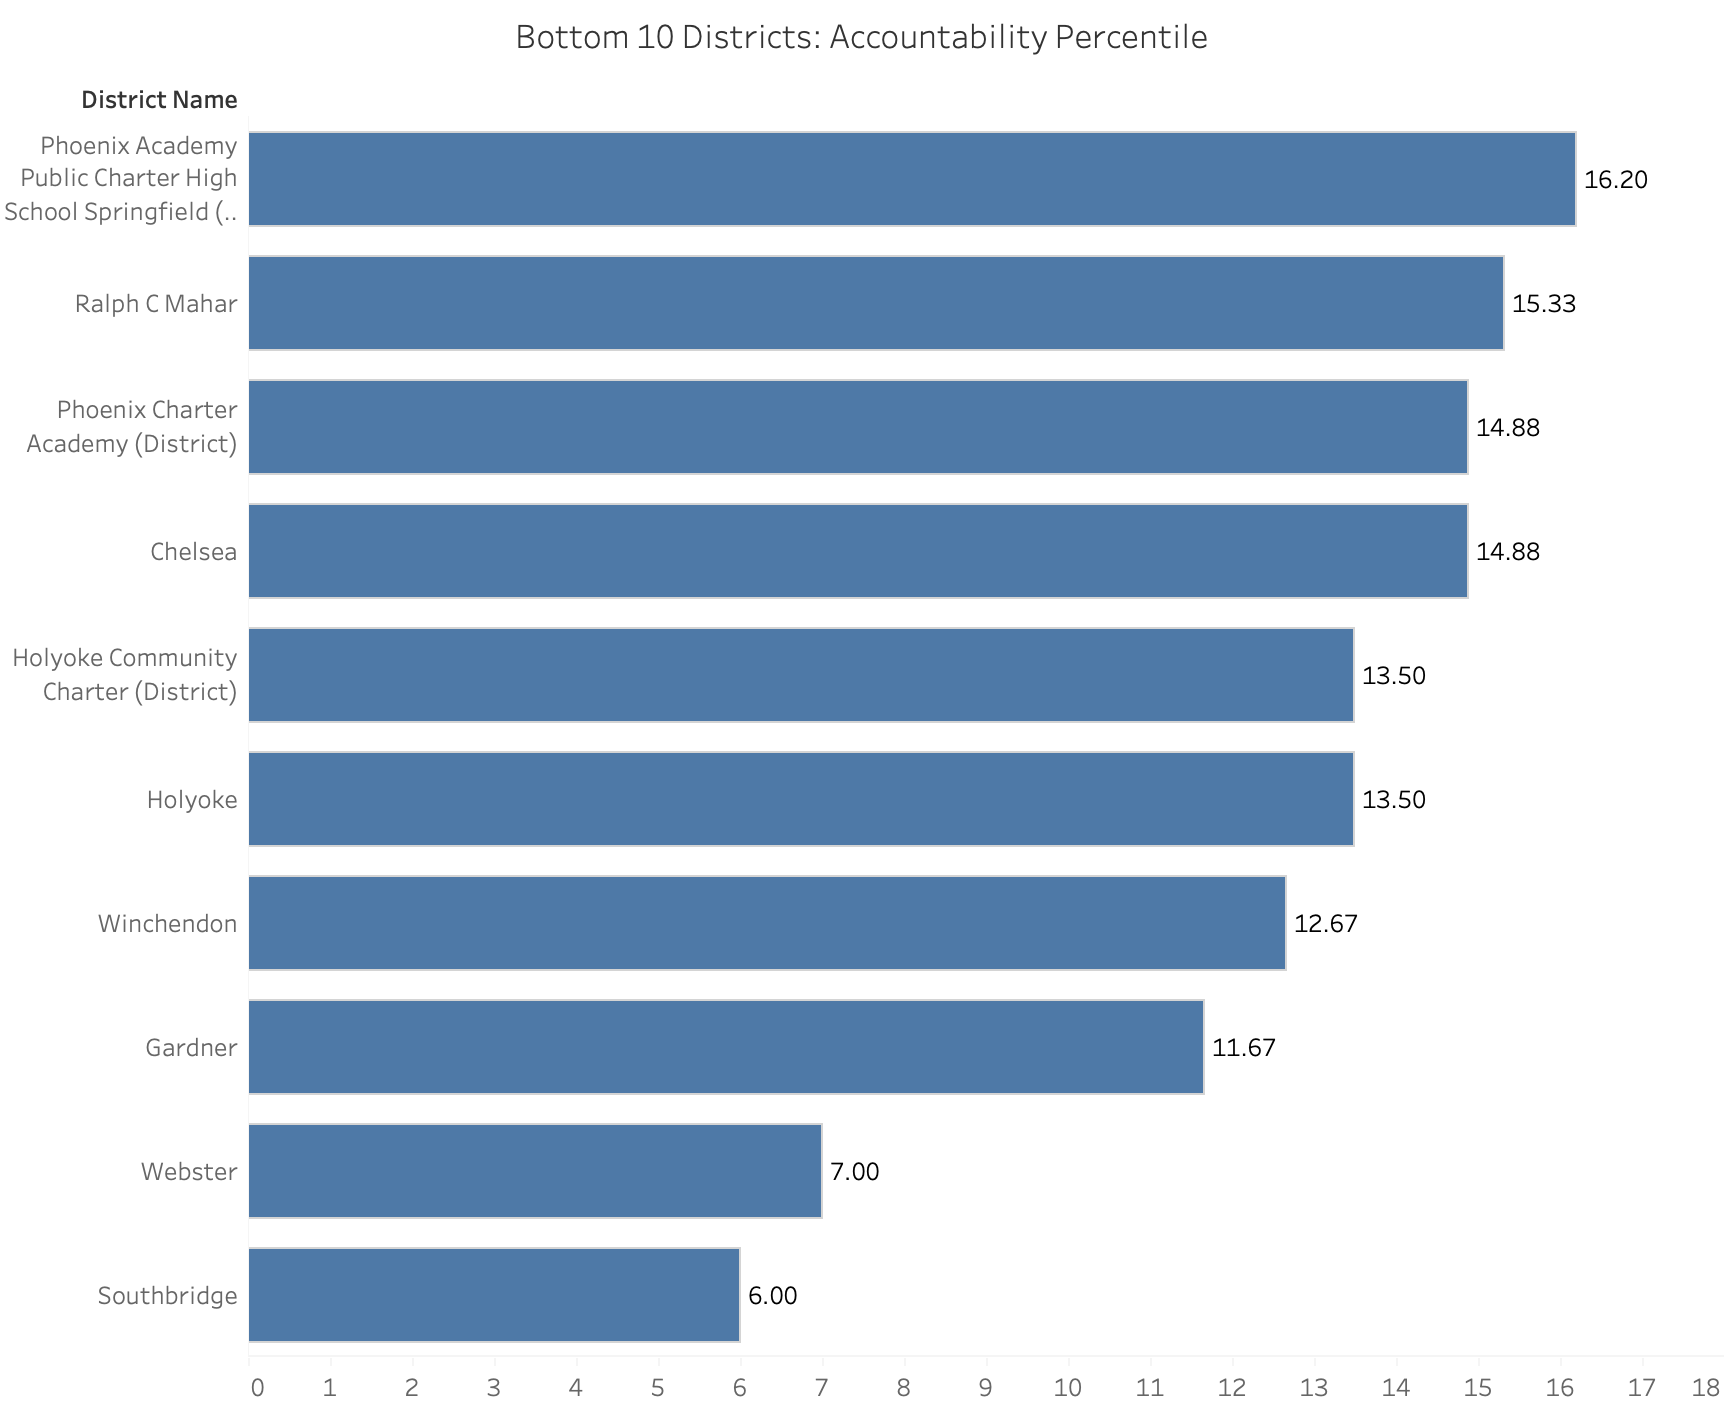 Bottom 10 Districts: Accountability Percentile
District Name
Phoenix Academy
Public Charter High
School Springfield (..
16.20
Ralph C Mahar
15.33
Phoenix Charter
Academy (District)
14.88
Chelsea
14.88
Holyoke Community
Charter (District)
13.50
Holyoke
13.50
Winchendon
12.67
Gardner
11.67
Webster
7.00
Southbridge
6.00
0 1 2 3 4 5 6 7 8 9 10 11 12 13 14 15 16 17 18